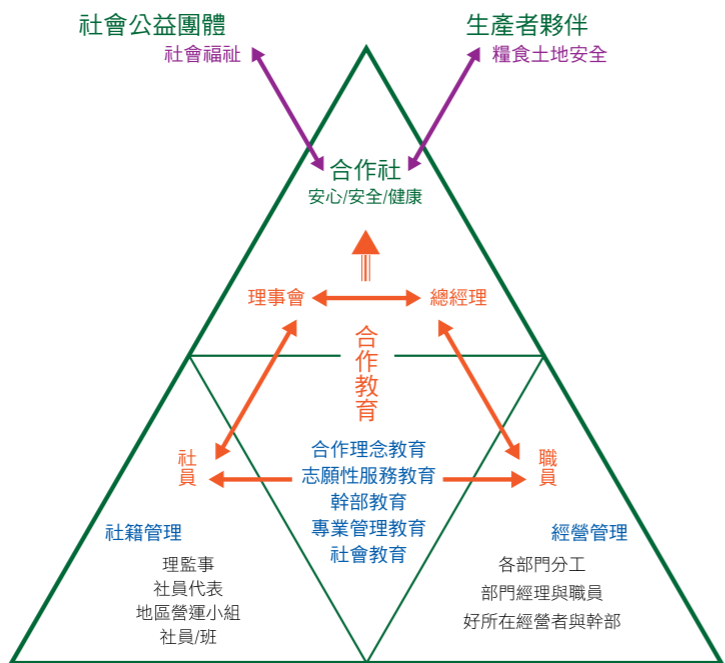 社會公益團體
社會福祉
生產者夥伴
糧食土地安全
合作社
安心/安全/健康
理事會
總經理
合作教育
社員
職員
合作理念教育
志願性服務教育
幹部教育
專業管理教育
社會教育
社籍管理
理監事
社員代表
地區營運小組
社員/班
經營管理
各部門分工
部門經理與職員
好所在經營者與幹部